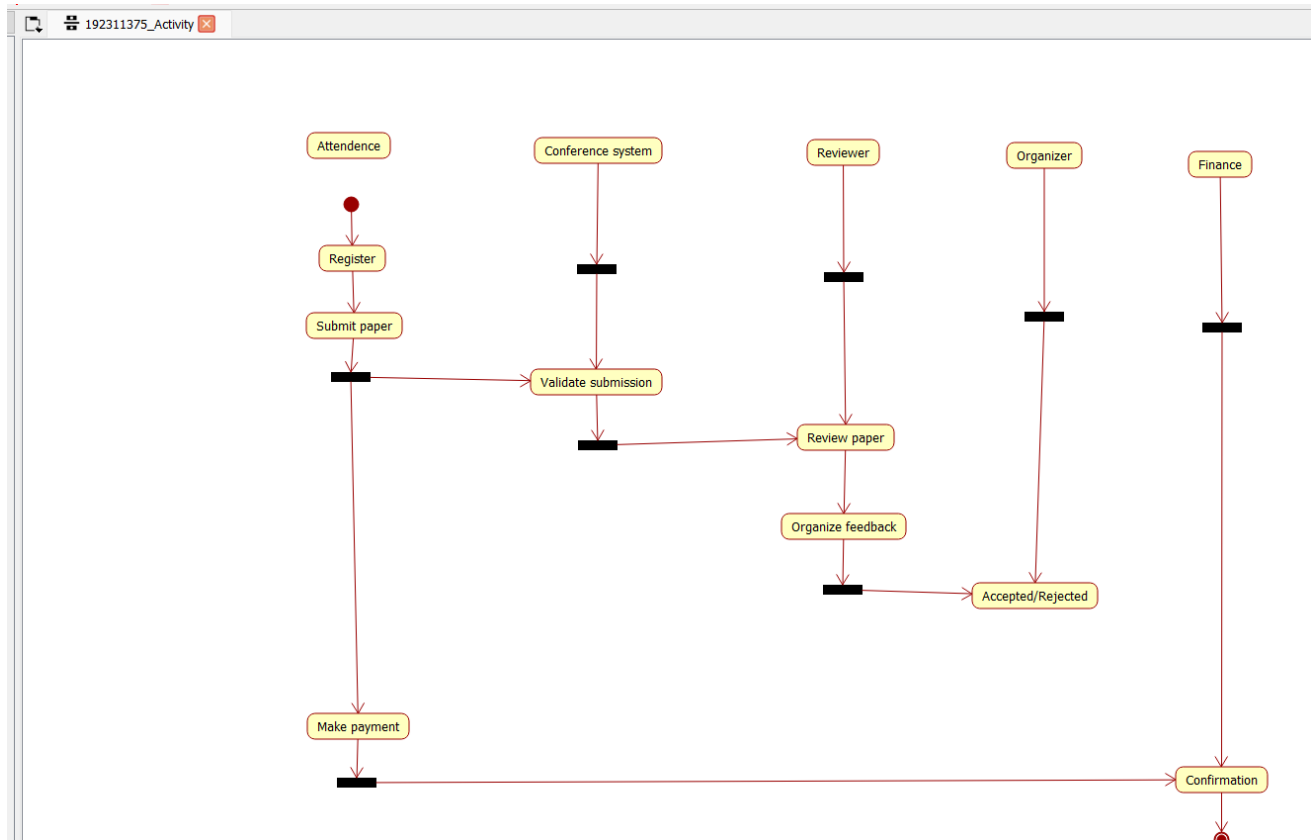 192311375_Activity
Attendence
Conference system
Reviewer
Organizer
Finance
Register
Submit paper
Validate submission
Review paper
Organize feedback
Accepted/Rejected
Make payment
Confirmation